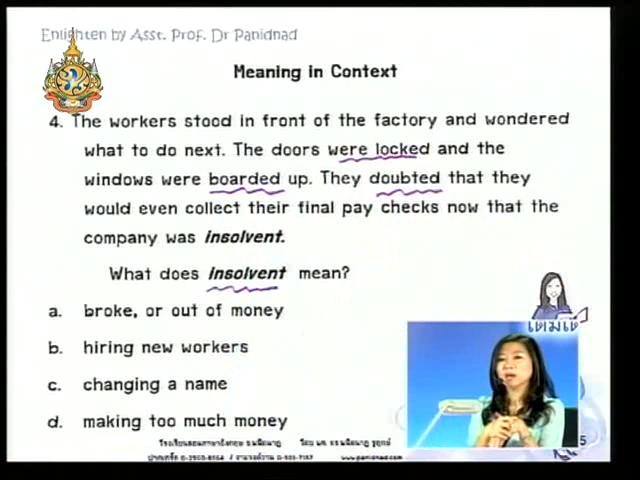 Enlighten by Asst. Prof. Dr Panidnad
Meaning in Context
4. The workers stood in front of the factory and wondered
what to do next. The doors were locked and the
windows were boarded up. They doubted that they
would even collect their final pay checks now that the
company was insolvent.
What does insolvent mean?
a. broke, or out of money
b. hiring new workers
c. changing a name
d. making too much money
5
www.panidnad.com